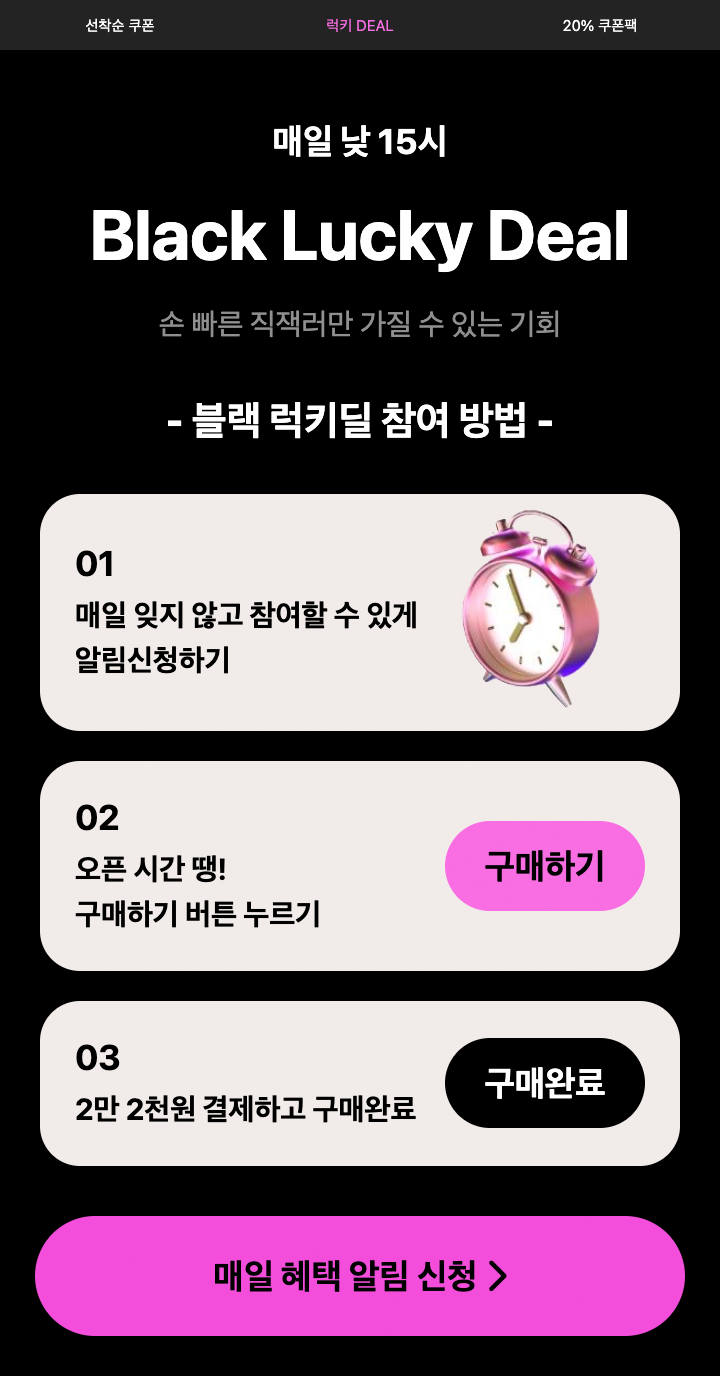 선착순 쿠폰
럭키 DEAL
20% 쿠폰팩
매일 낮 15시
Black Lucky Deal
손 빠른 직잭러만 가질 수 있는 기회
- 블랙 럭키딜 참여 방법 -
01
매일 잊지 않고 참여할 수 있게
알림신청하기
02
오픈 시간 땡!
구매하기 버튼 누르기
구매하기
03
2만 2천원 결제하고 구매완료
구매완료
매일 혜택 알림 신청 >